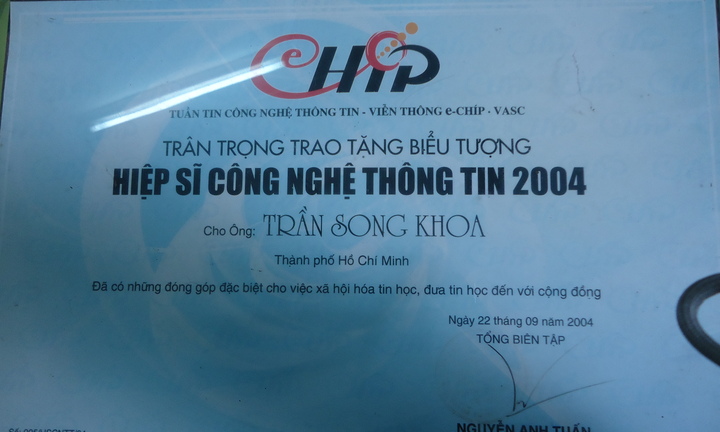 e-CHIP
TUẦN TIN CÔNG NGHỆ THÔNG TIN - VIỄN THÔNG e-CHÍP - VASC
TRÂN TRỌNG TRAO TẶNG BIỂU TƯỢNG
HIỆP SĨ CÔNG NGHỆ THÔNG TIN 2004
Cho Ông: TRẦN SONG KHOA
Thành phố Hồ Chí Minh
Đã có những đóng góp đặc biệt cho việc xã hội hóa tin học, đưa tin học đến với cộng đồng
Ngày 22 tháng 09 năm 2004
TỔNG BIÊN TẬP
NGUYỄN ANH TUẤN